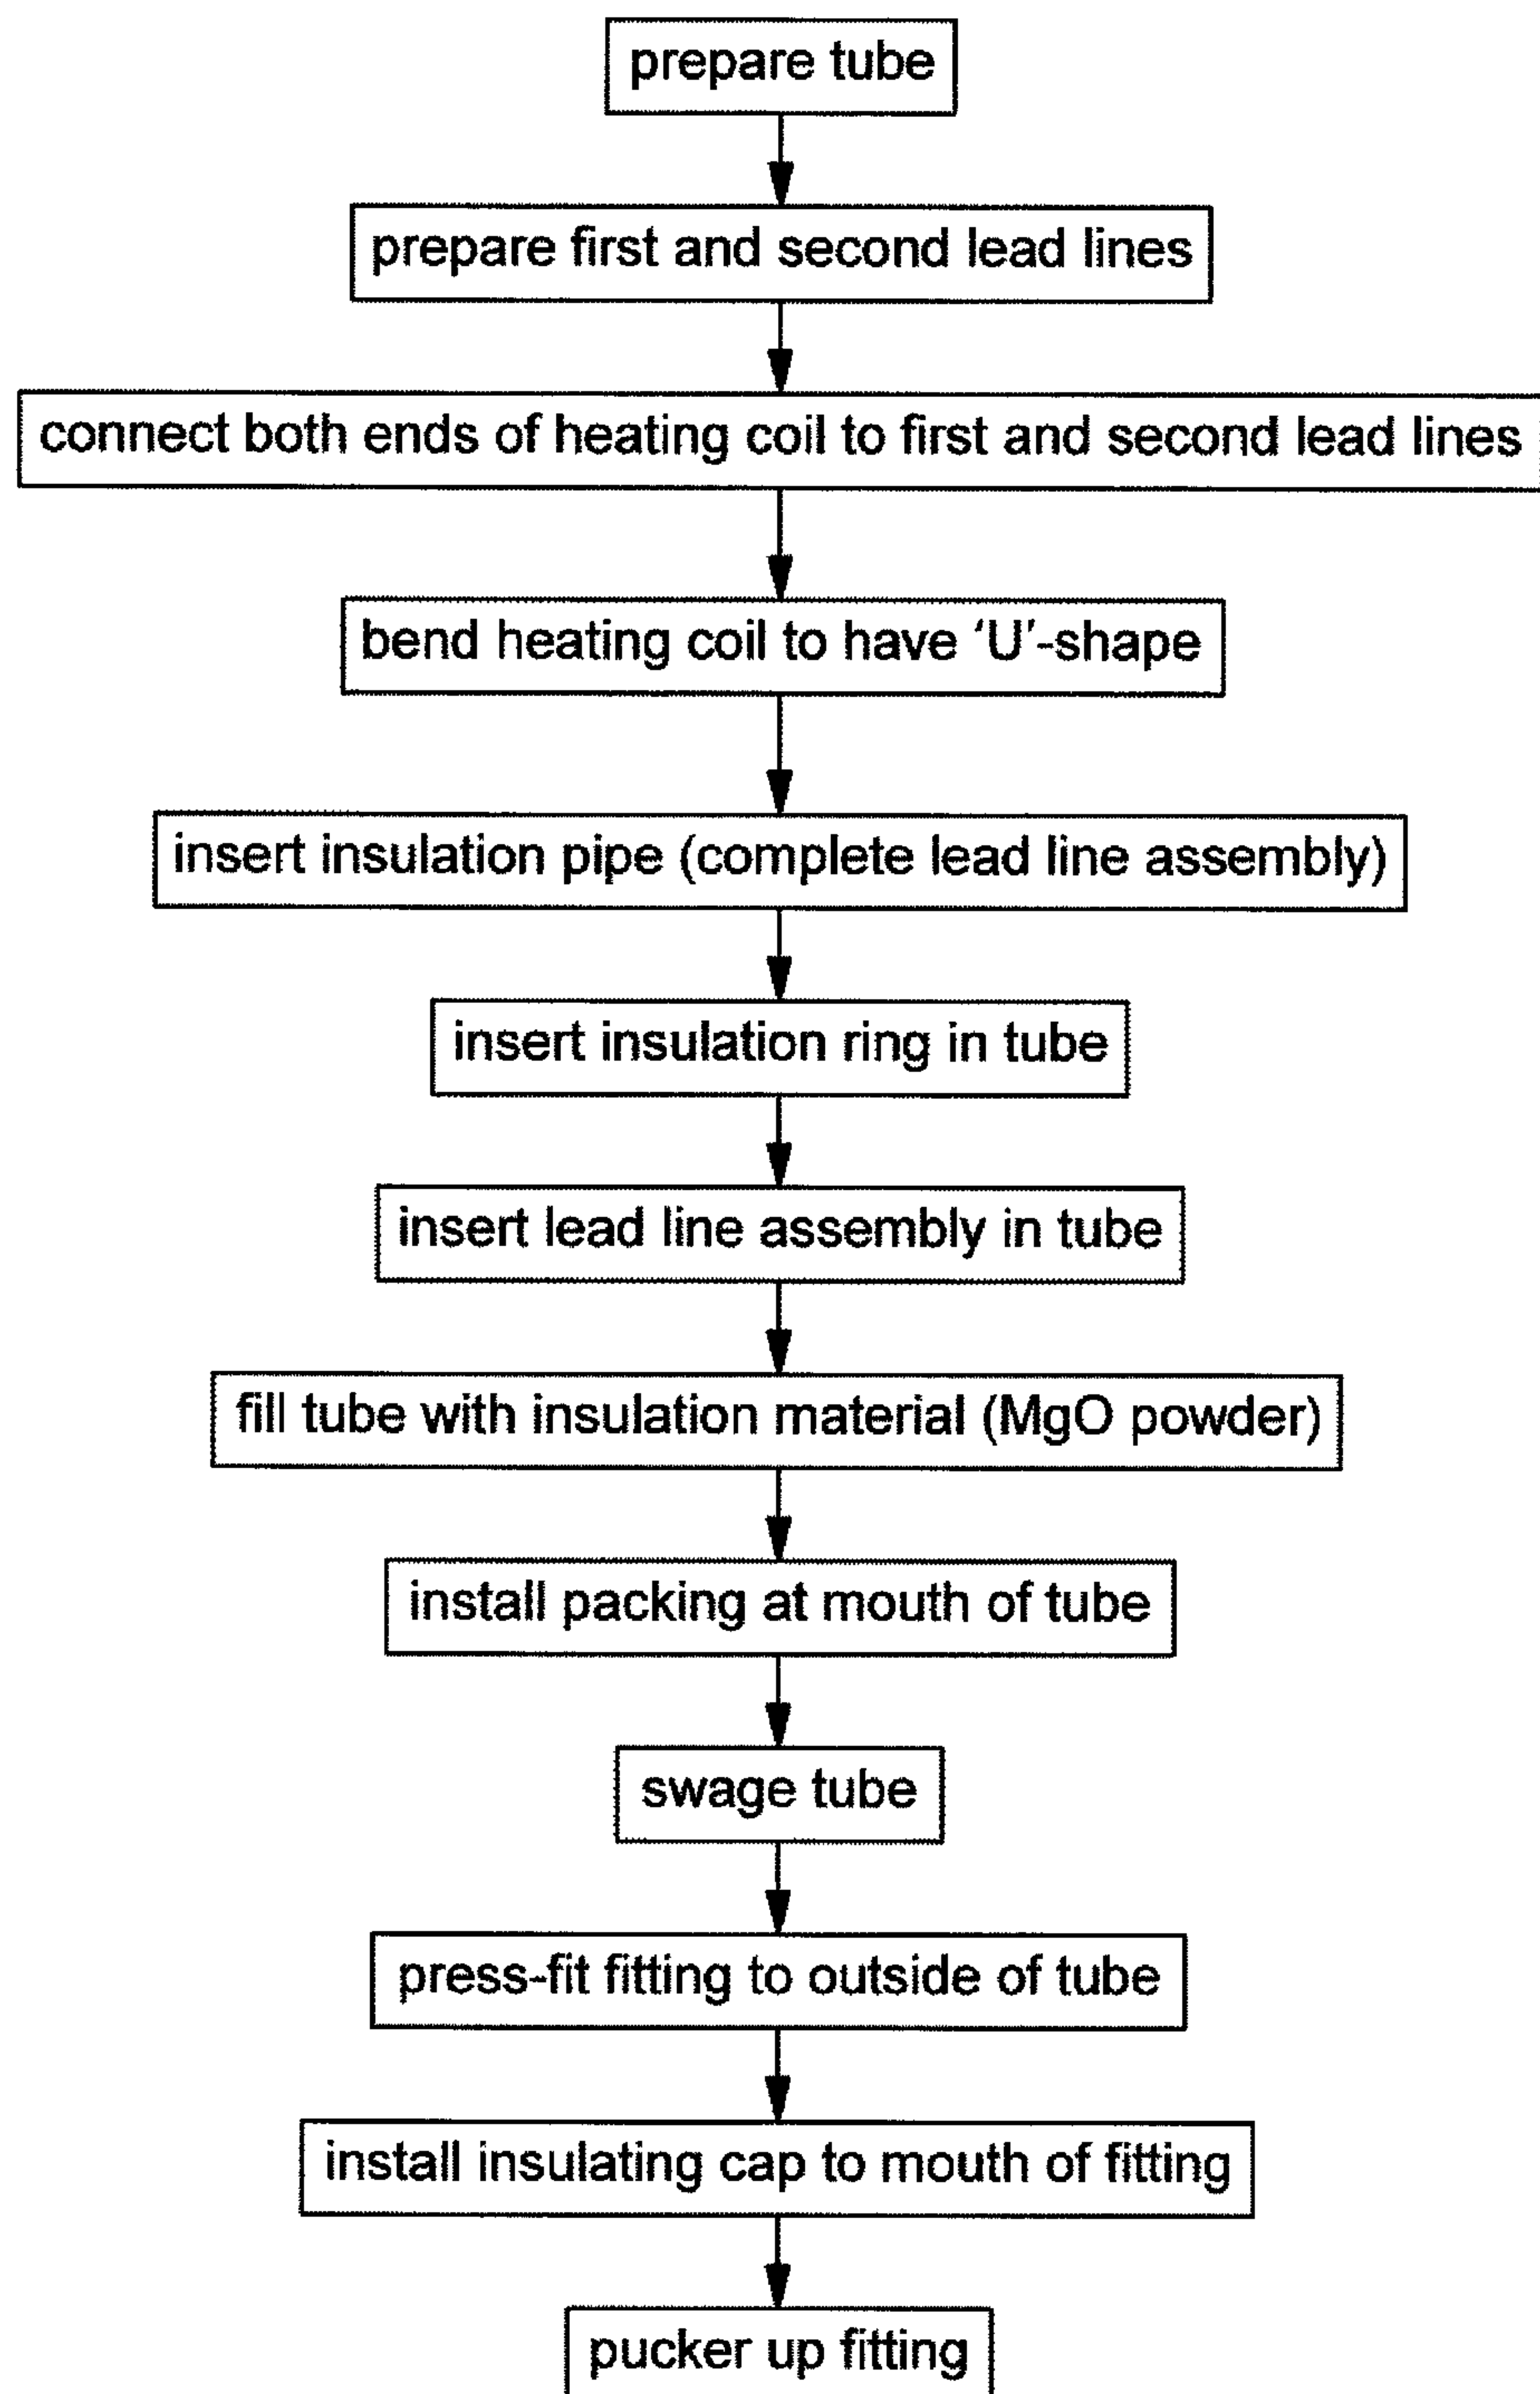 prepare tube
prepare first and second lead lines
connect both ends of heating coil to first and second lead lines
bend heating coil to have ‘U’-shape
insert insulation pipe (complete lead line assembly)
insert insulation ring in tube
insert lead line assembly in tube
fill tube with insulation material (MgO powder)
install packing at mouth of tube
swage tube
press-fit fitting to outside of tube
install insulating cap to mouth of fitting
pucker up fitting